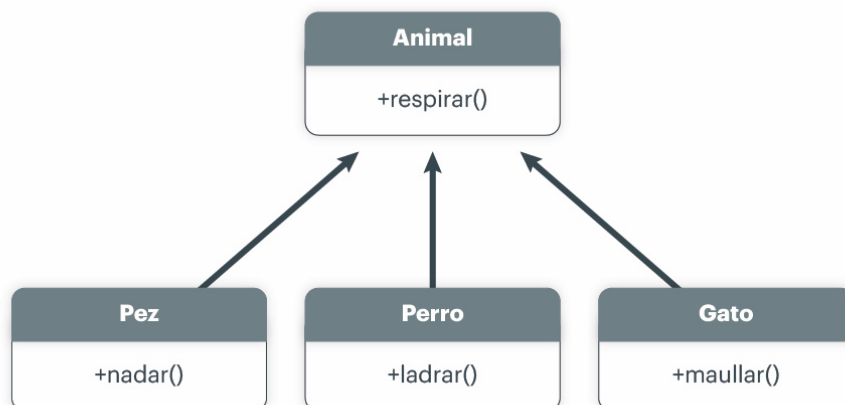 Animal
+respirar()
Pez
Perro
Gato
+nadar()
+ladrar()
+maullar()